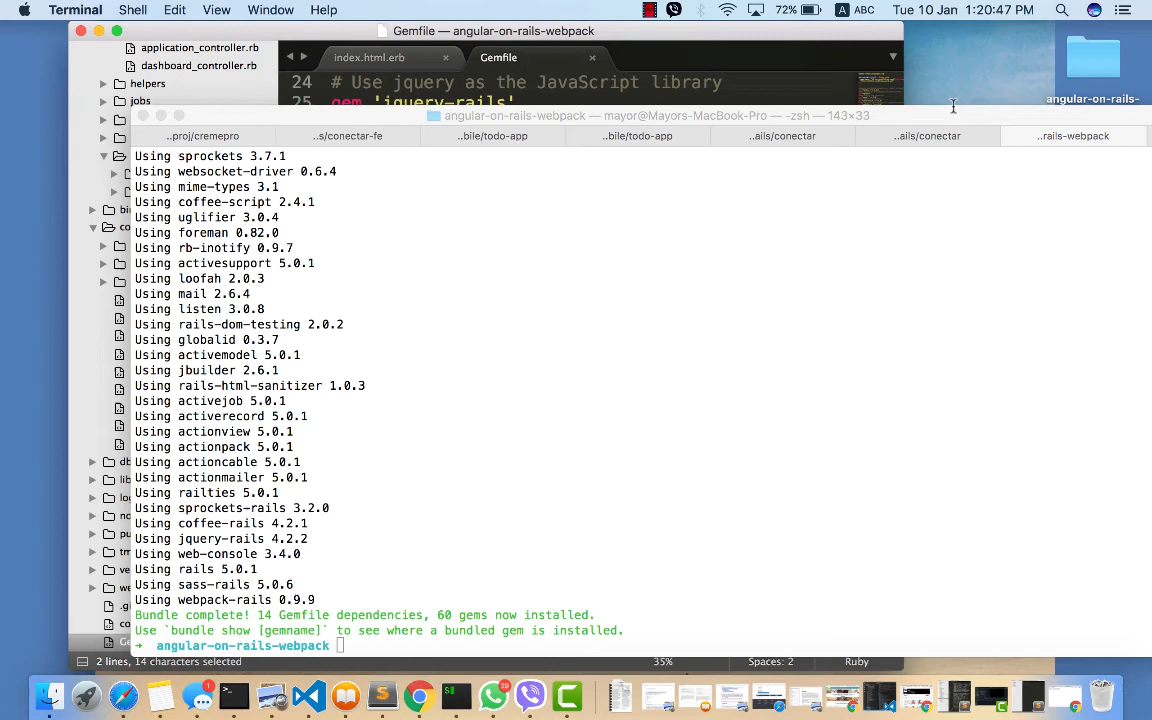 Terminal Shell Edit View Window Help 72% A ABC Tue 10 Jan 1:20:47 PM
Gemfile — angular-on-rails-webpack
application_controller.rb
dashboard_controller.rb
helpers
jobs
index.html.erb Gemfile
24 # Use jquery as the JavaScript library
25 gem 'jquery-rails'
angular-on-rails-
angular-on-rails-webpack — mayor@Mayors-MacBook-Pro — -zsh — 143×33
..proj/cremepro ..s/conectar-fe ..bile/todo-app ..bile/todo-app ..ails/conectar ..ails/conectar ..rails-webpack
Using sprockets 3.7.1
Using websocket-driver 0.6.4
Using mime-types 3.1
Using coffee-script 2.4.1
Using uglifier 3.0.4
Using foreman 0.82.0
Using rb-inotify 0.9.7
Using activesupport 5.0.1
Using loofah 2.0.3
Using mail 2.6.4
Using listen 3.0.8
Using rails-dom-testing 2.0.2
Using globalid 0.3.7
Using activemodel 5.0.1
Using jbuilder 2.6.1
Using rails-html-sanitizer 1.0.3
Using activejob 5.0.1
Using activerecord 5.0.1
Using actionview 5.0.1
Using actionpack 5.0.1
Using actioncable 5.0.1
Using actionmailer 5.0.1
Using railties 5.0.1
Using sprockets-rails 3.2.0
Using coffee-rails 4.2.1
Using jquery-rails 4.2.2
Using web-console 3.4.0
Using rails 5.0.1
Using sass-rails 5.0.6
Using webpack-rails 0.9.9
Bundle complete! 14 Gemfile dependencies, 60 gems now installed.
Use `bundle show [gemname]` to see where a bundled gem is installed.
➜ angular-on-rails-webpack
2 lines, 14 characters selected 35% Spaces: 2 Ruby
1
29